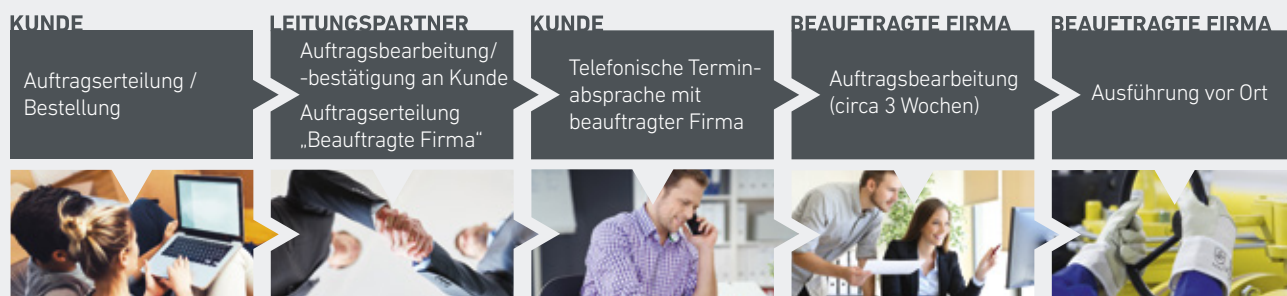 KUNDE
Auftragserteilung /
Bestellung
LEITUNGSPARTNER
Auftragsbearbeitung/
-bestätigung an Kunde
Auftragserteilung
„Beauftragte Firma“
KUNDE
Telefonische Termin-
absprache mit
beauftragter Firma
BEAUFTRAGTE FIRMA
Auftragsbearbeitung
(circa 3 Wochen)
BEAUFTRAGTE FIRMA
Ausführung vor Ort